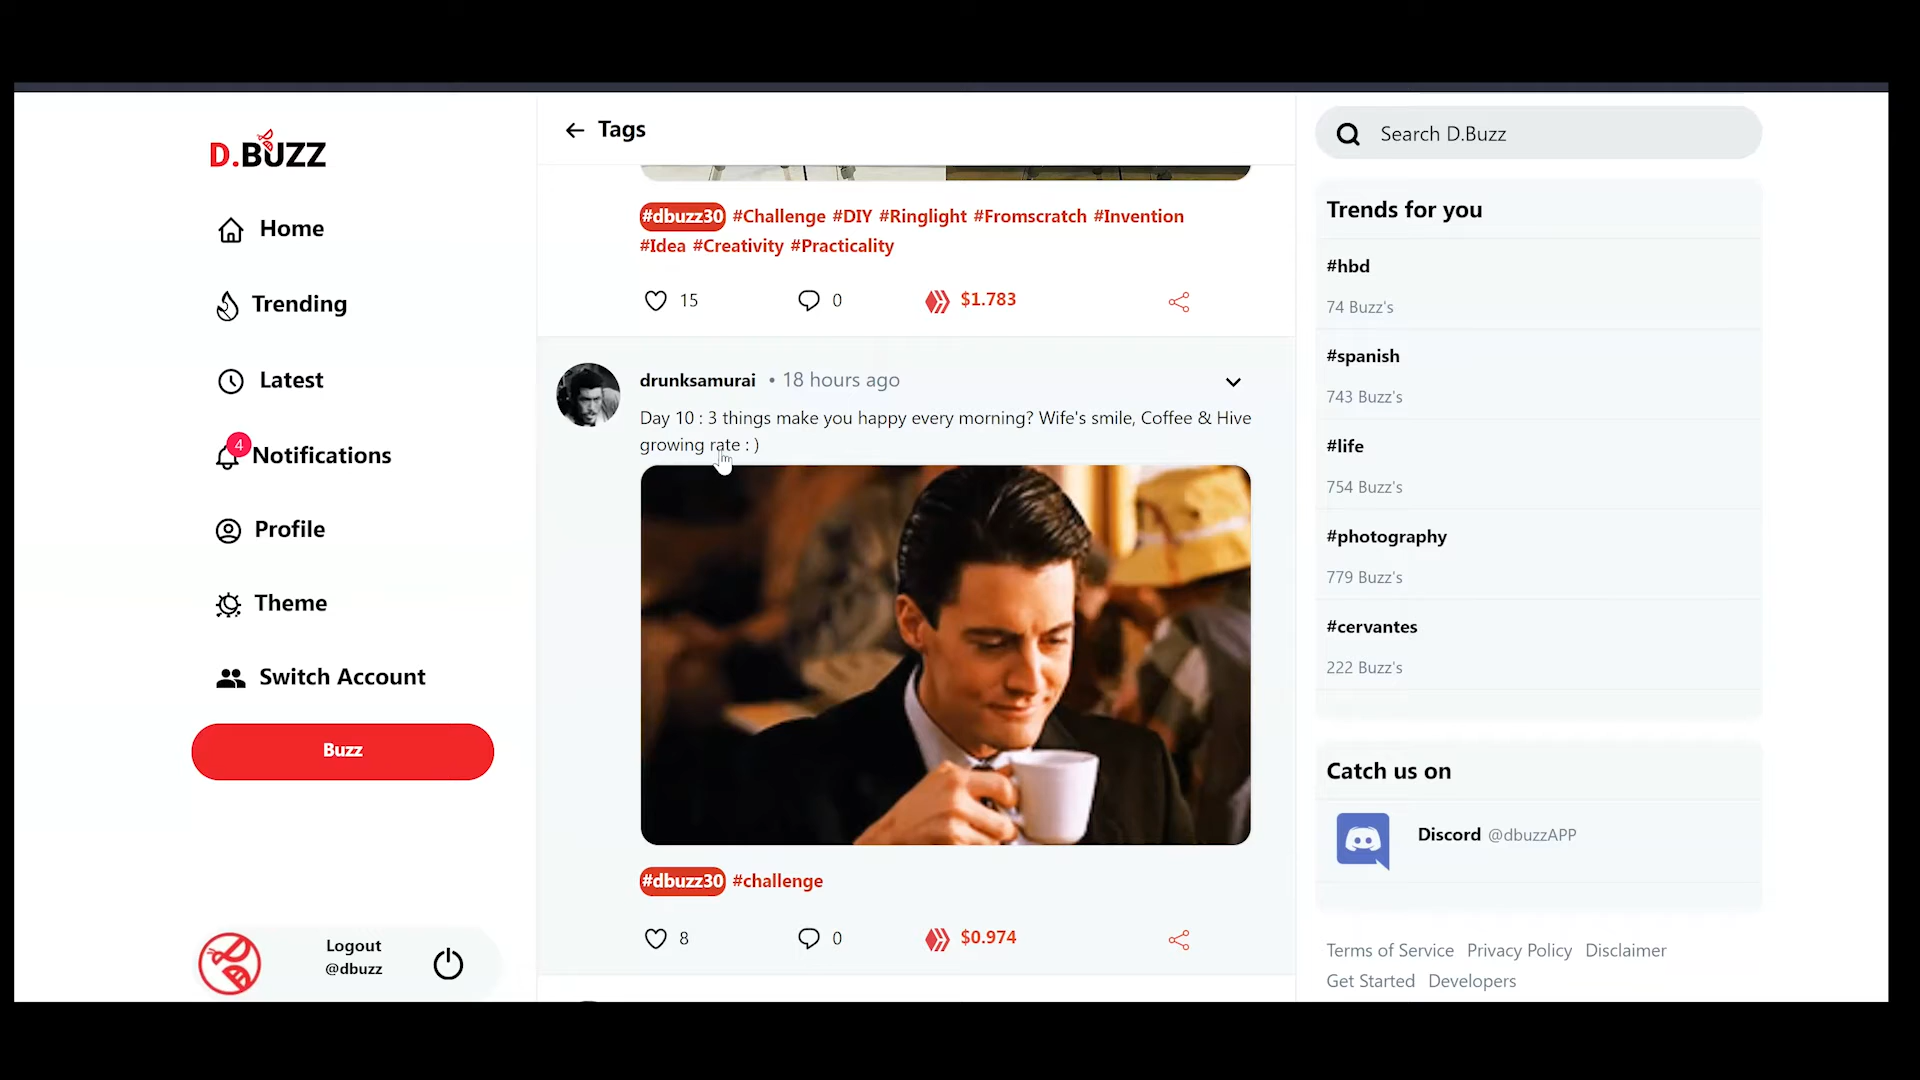 D.BUZZ
Home
Trending
Latest
4
Notifications
Profile
Theme
Switch Account
Buzz
Logout
@dbuzz
Tags
#dbuzz30 #Challenge #DIY #Ringlight #Fromscratch #Invention
#Idea #Creativity #Practicality
15 0 $1.783
drunksamurai • 18 hours ago
Day 10 : 3 things make you happy every morning? Wife's smile, Coffee & Hive
growing rate : )
#dbuzz30 #challenge
8 0 $0.974
Search D.Buzz
Trends for you
#hbd
74 Buzz's
#spanish
743 Buzz's
#life
754 Buzz's
#photography
779 Buzz's
#cervantes
222 Buzz's
Catch us on
Discord @dbuzzAPP
Terms of Service Privacy Policy Disclaimer
Get Started Developers